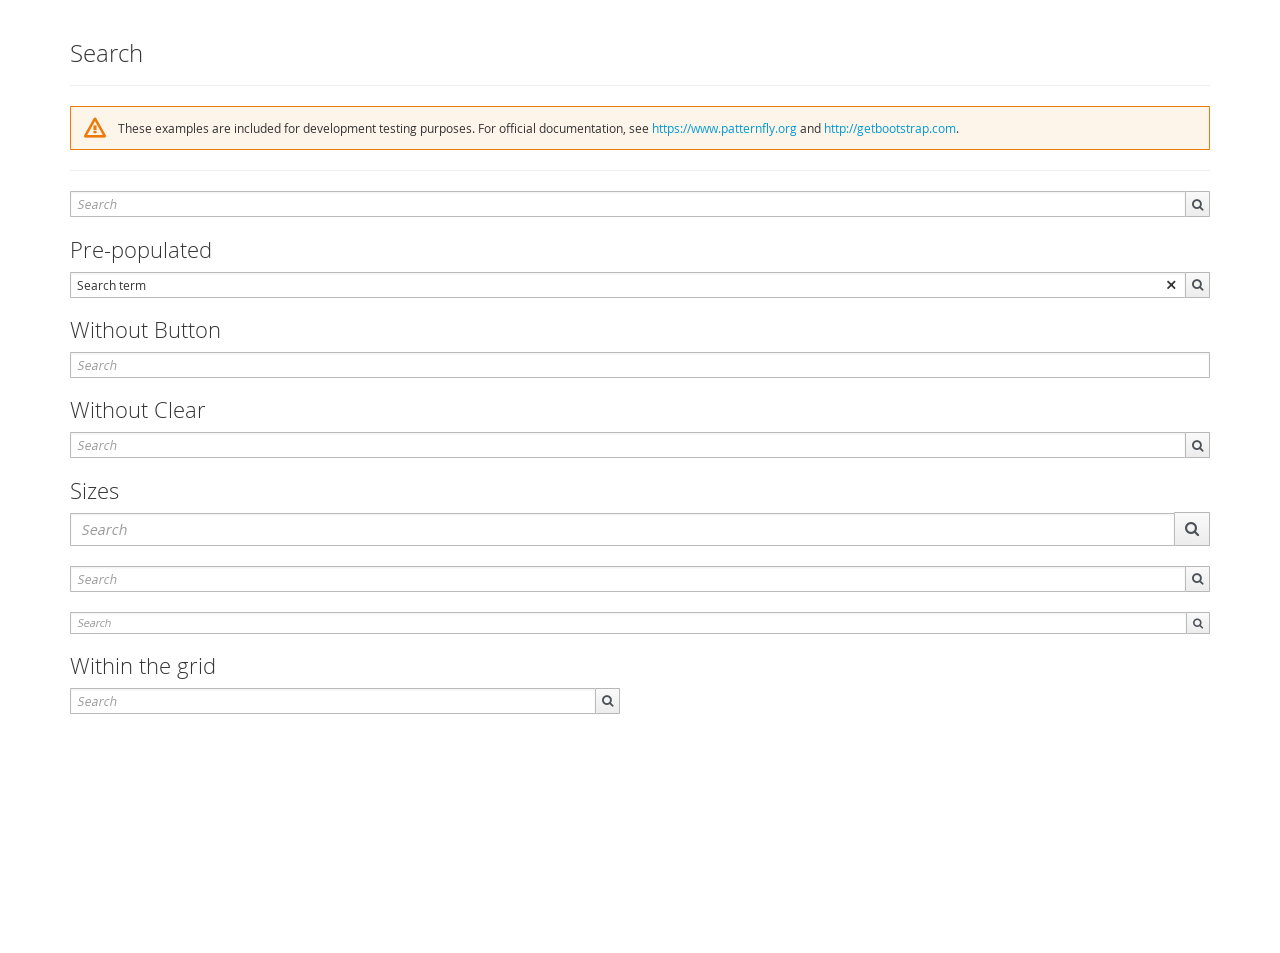 Search
These examples are included for development testing purposes. For official documentation, see https://www.patternfly.org and http://getbootstrap.com.
Search
Pre-populated
Search term
Without Button
Search
Without Clear
Search
Sizes
Search
Search
Search
Within the grid
Search